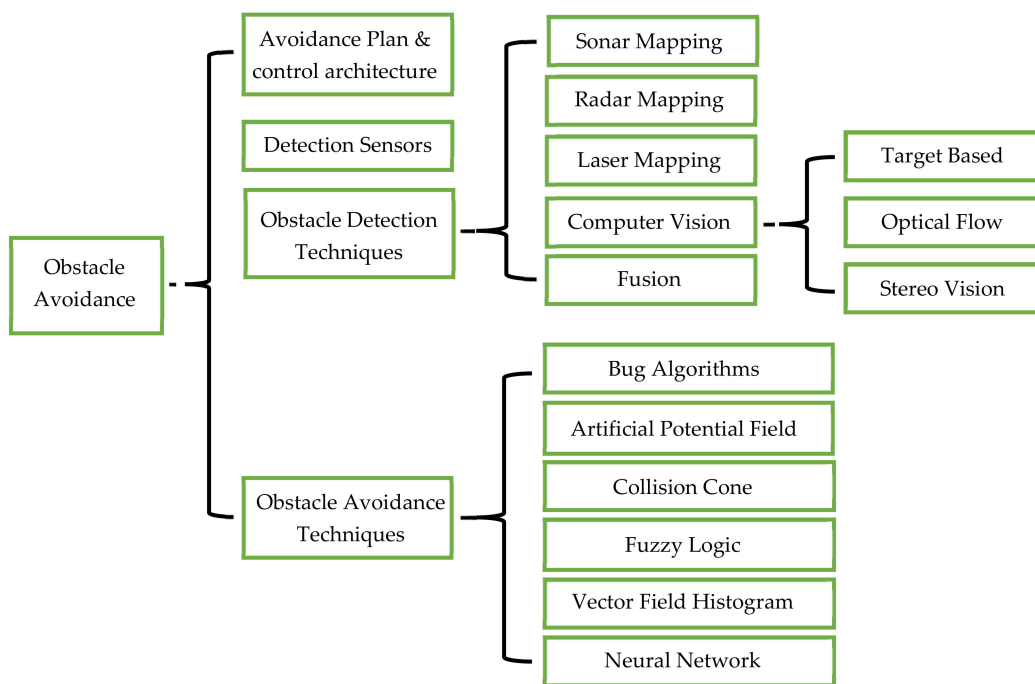 Obstacle
Avoidance
Avoidance Plan &
control architecture
Detection Sensors
Obstacle Detection
Techniques
Obstacle Avoidance
Techniques
Sonar Mapping
Radar Mapping
Laser Mapping
Computer Vision
Fusion
Target Based
Optical Flow
Stereo Vision
Bug Algorithms
Artificial Potential Field
Collision Cone
Fuzzy Logic
Vector Field Histogram
Neural Network